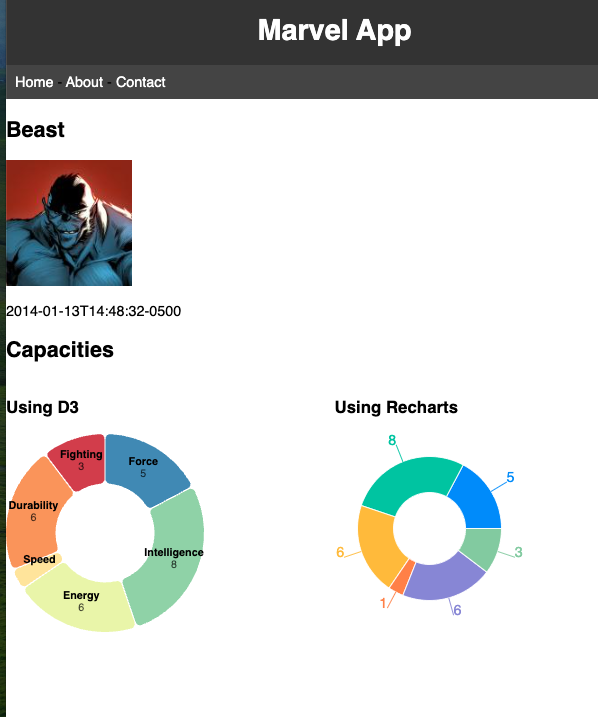 Marvel App
Home - About - Contact
Beast
2014-01-13T14:48:32-0500
Capacities
Using D3
Using Recharts
Fighting
3
Force
5
Durability
6
Intelligence
8
Speed
Energy
6
8
5
6
3
1
6